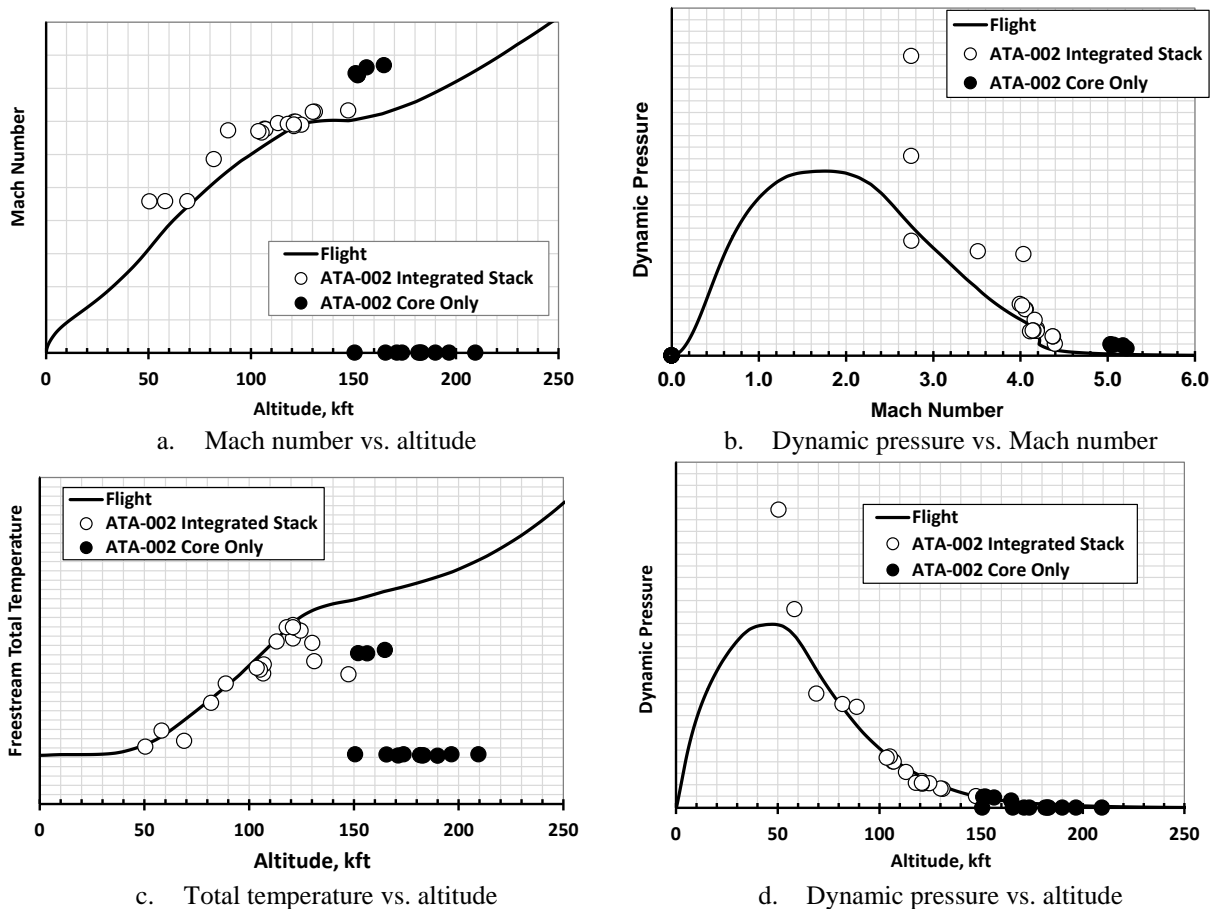 Mach Number
Flight
ATA-002 Integrated Stack
ATA-002 Core Only
0 50 100 150 200 250
Altitude, kft
a. Mach number vs. altitude
Dynamic Pressure
Flight
ATA-002 Integrated Stack
ATA-002 Core Only
0.0 1.0 2.0 3.0 4.0 5.0 6.0
Mach Number
b. Dynamic pressure vs. Mach number
Freestream Total Temperature
Flight
ATA-002 Integrated Stack
ATA-002 Core Only
0 50 100 150 200 250
Altitude, kft
c. Total temperature vs. altitude
Dynamic Pressure
Flight
ATA-002 Integrated Stack
ATA-002 Core Only
0 50 100 150 200 250
Altitude, kft
d. Dynamic pressure vs. altitude